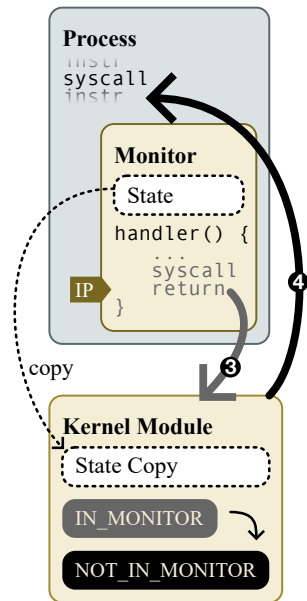 Process
instr
syscall
instr
Monitor
State
handler() {
...
syscall
IP
return
}
4
3
copy
Kernel Module
State Copy
IN_MONITOR
NOT_IN_MONITOR